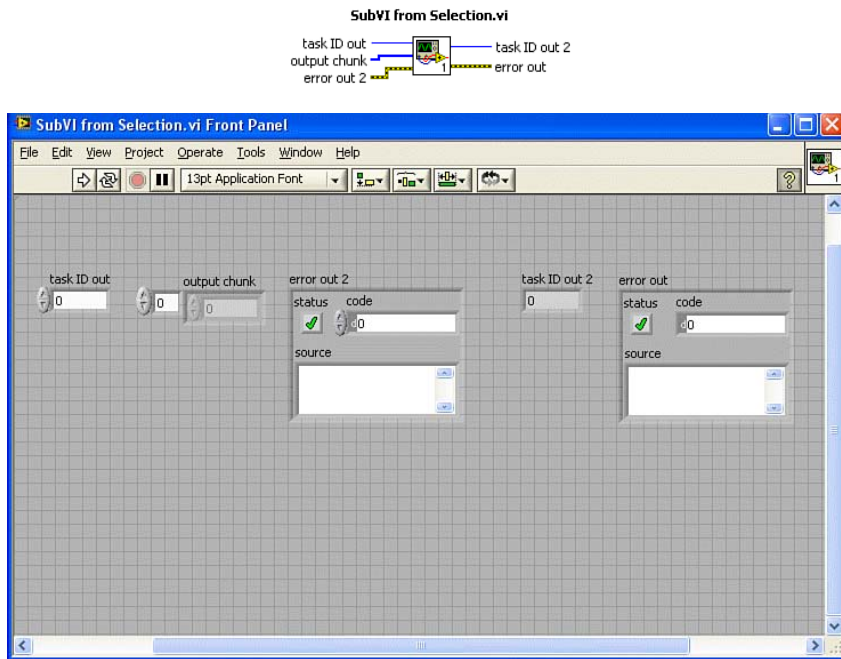 SubVI from Selection.vi
task ID out
output chunk
error out 2
1
task ID out 2
error out
SubVI from Selection.vi Front Panel
File Edit View Project Operate Tools Window Help
13pt Application Font
?
1
task ID out
0
output chunk
0
0
error out 2
status code
d0
source
task ID out 2
0
error out
status code
d0
source